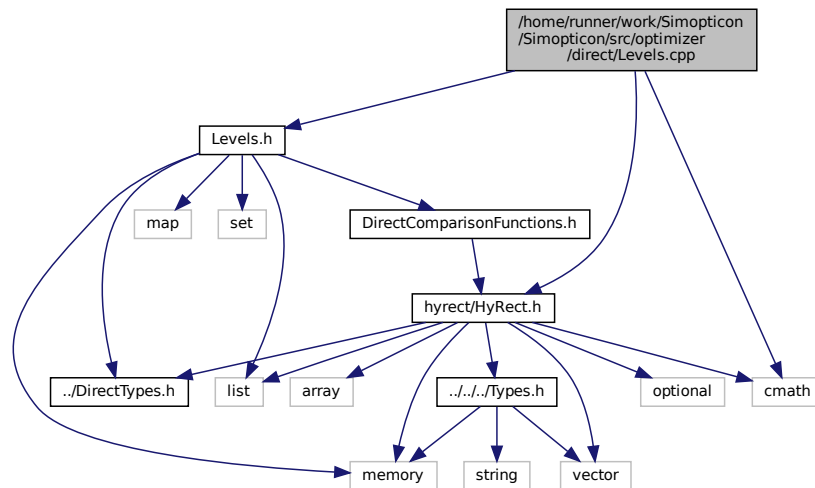 /home/runner/work/Simopticon
/Simopticon/src/optimizer
/direct/Levels.cpp
Levels.h
map
set
DirectComparisonFunctions.h
hyrect/HyRect.h
../DirectTypes.h
list
array
../../../Types.h
optional
cmath
memory
string
vector